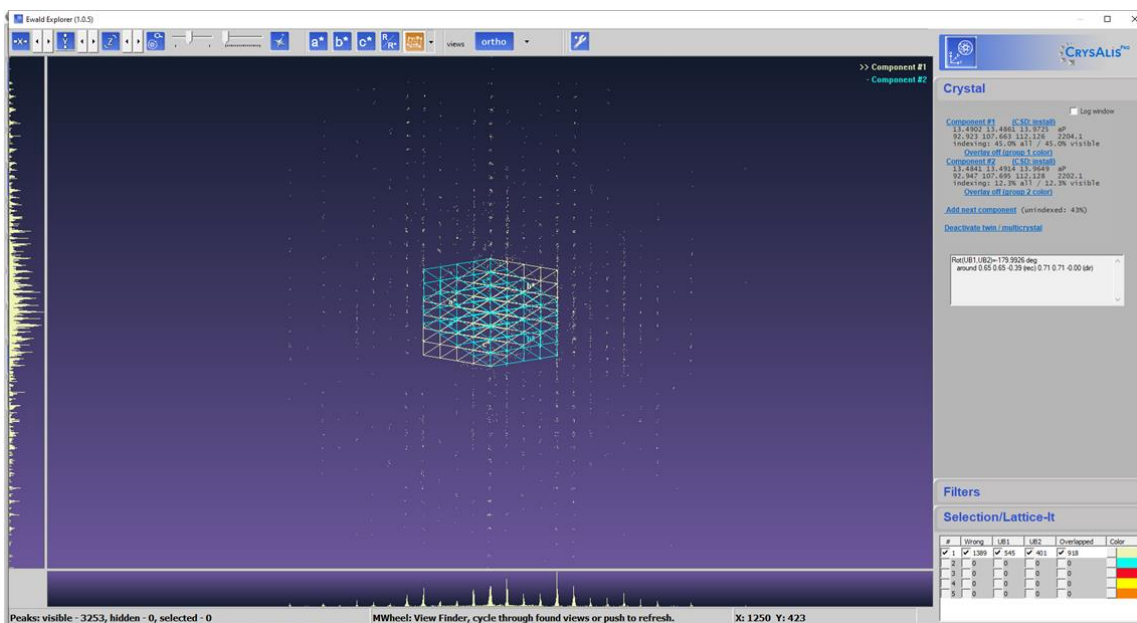 Ewald Explorer (1.0.5)
-X- Y Z a* b* c* R/R* views ortho
CRYSALIS PRO
>> Component #1
- Component #2
Crystal
Log window
Component #1 (CSD: install)
13.4902 13.4861 13.9725 aP
92.923 107.663 112.126 2204.1
indexing: 45.0% all / 45.0% visible
Overlay off (group 1 color)
Component #2 (CSD: install)
13.4841 13.4914 13.9649 aP
92.947 107.695 112.128 2202.1
indexing: 12.3% all / 12.3% visible
Overlay off (group 2 color)
Add next component (unindexed: 43%)
Deactivate twin / multicrystal
Rot(UB1,UB2)=-179.9926 deg
around 0.65 0.65 -0.39 (rec) 0.71 0.71 -0.00 (dir)
b*
Filters
Selection/Lattice-It
# Wrong UB1 UB2 Overlapped Color
1 1389 545 401 918
2 0 0 0 0
3 0 0 0 0
4 0 0 0 0
5 0 0 0 0
Peaks: visible - 3253, hidden - 0, selected - 0 MWheel: View Finder, cycle through found views or push to refresh. X: 1250 Y: 423